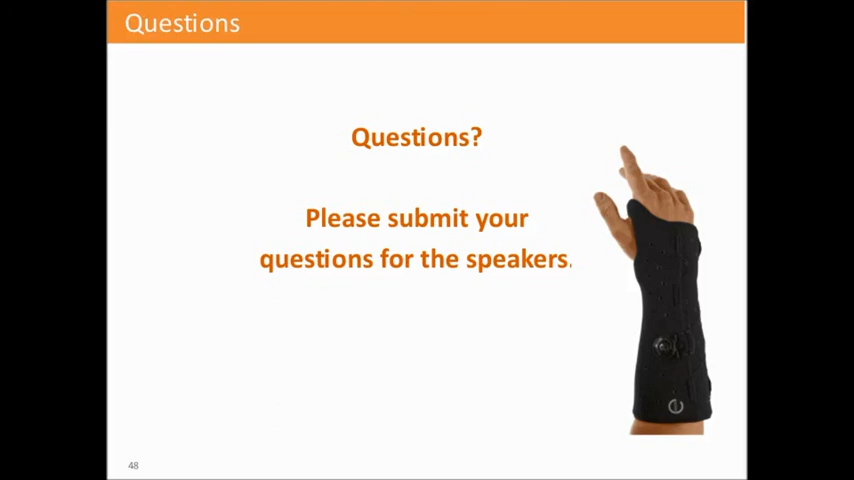 Questions
Questions?
Please submit your
questions for the speakers.
48